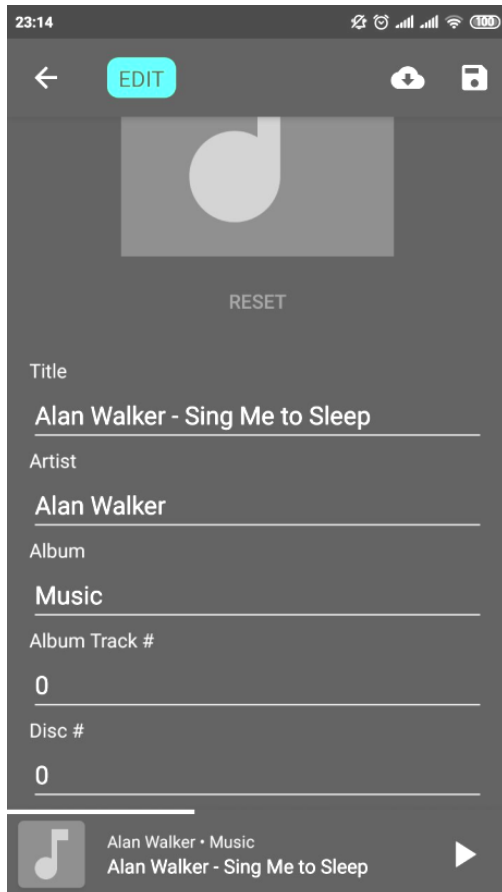 23:14
100
EDIT
RESET
Title
Alan Walker - Sing Me to Sleep
Artist
Alan Walker
Album
Music
Album Track #
0
Disc #
0
Alan Walker • Music
Alan Walker - Sing Me to Sleep